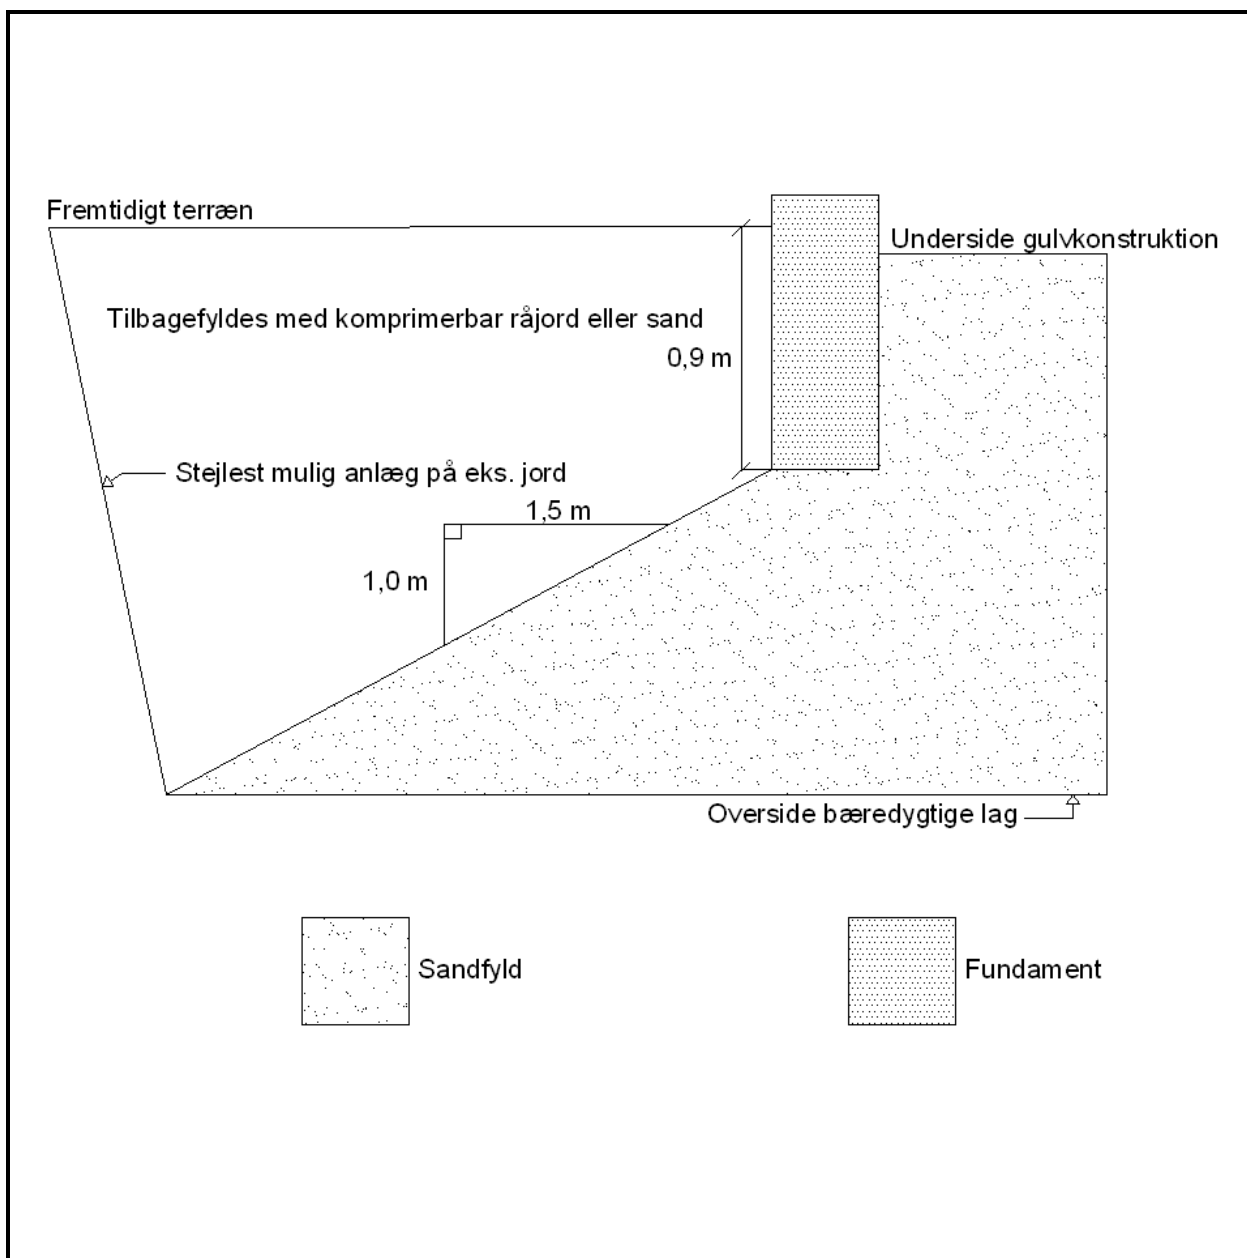 Fremtidigt terræn
Underside gulvkonstruktion
Tilbagefyldes med komprimerbar råjord eller sand
0,9 m
Stejlest mulig anlæg på eks. jord
1,5 m
1,0 m
Overside bæredygtige lag
Sandfyld
Fundament